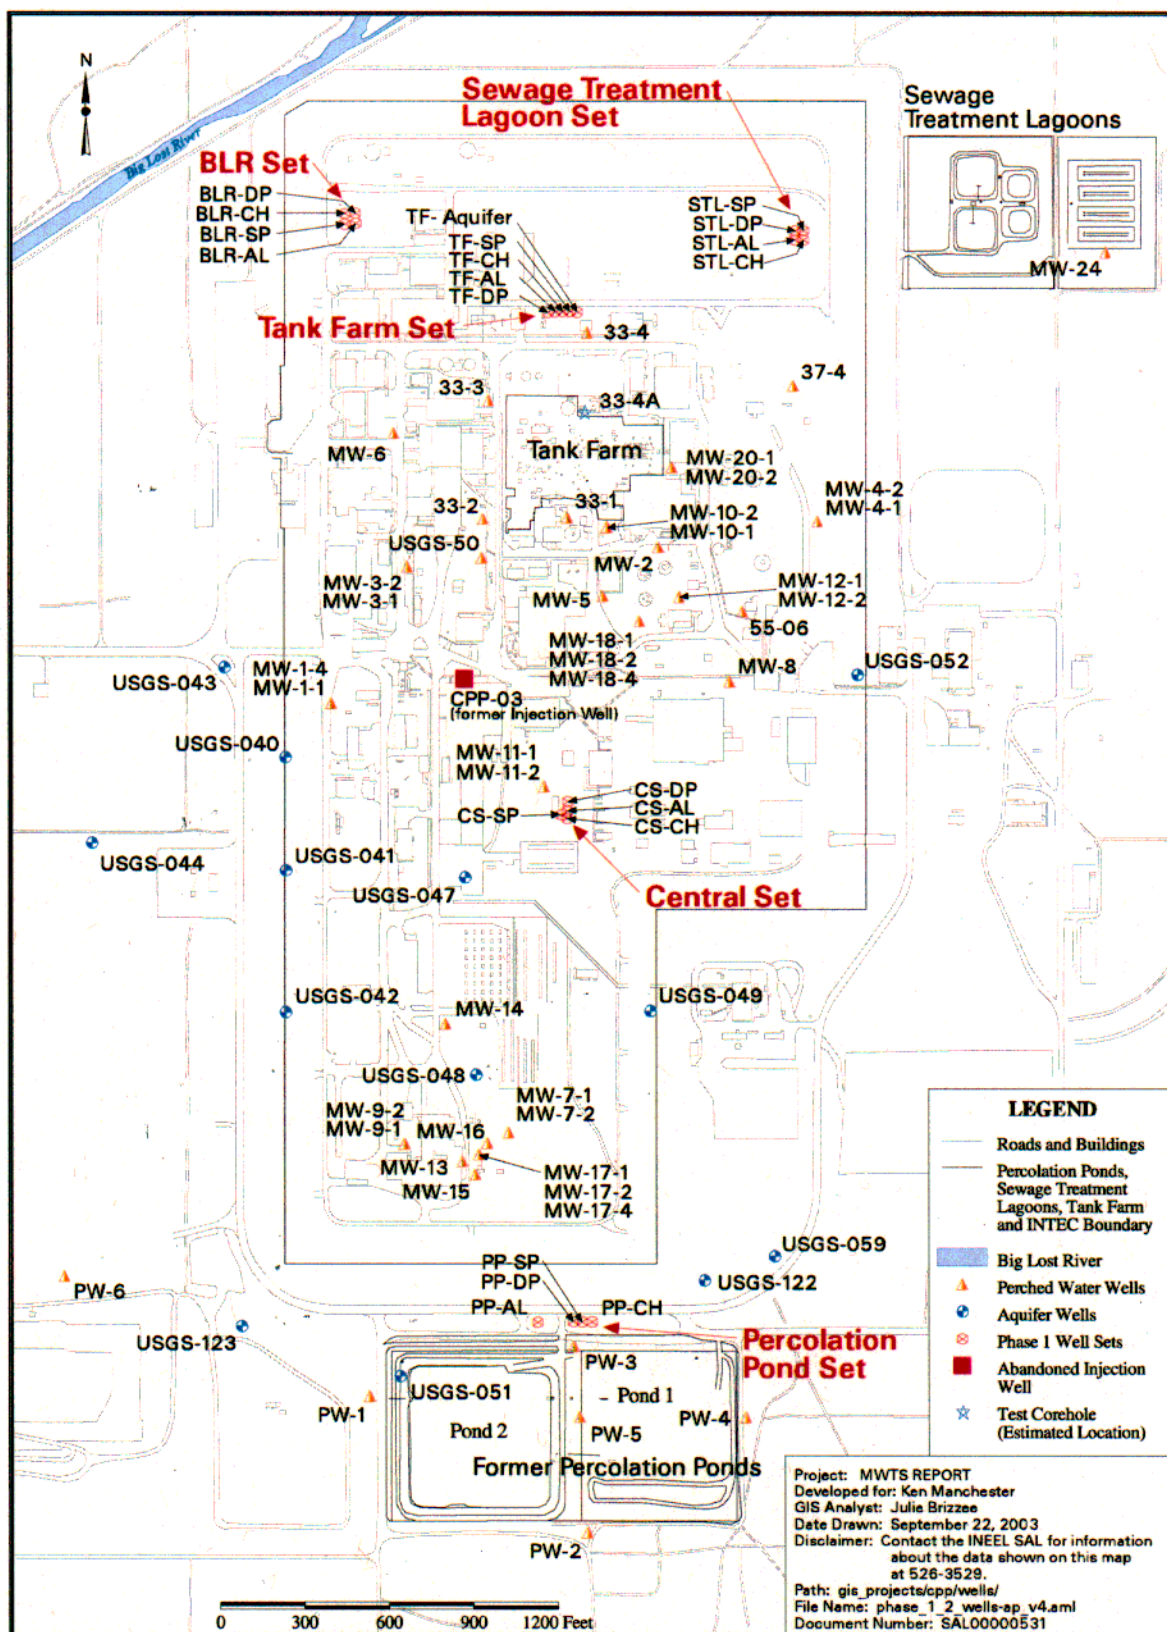 N
Big Lost River
Sewage Treatment
Lagoon Set
Sewage
Treatment Lagoons
BLR Set
BLR-DP
BLR-CH
BLR-SP
BLR-AL
TF- Aquifer
TF-SP
TF-CH
TF-AL
TF-DP
STL-SP
STL-DP
STL-AL
STL-CH
MW-24
Tank Farm Set
33-4
37-4
33-3
33-4A
MW-6
Tank Farm
MW-20-1
MW-20-2
MW-4-2
MW-4-1
33-2
33-1
MW-10-2
MW-10-1
USGS-50
MW-2
MW-3-2
MW-3-1
MW-5
MW-12-1
MW-12-2
55-06
MW-18-1
MW-18-2
MW-18-4
MW-8
USGS-052
USGS-043
MW-1-4
MW-1-1
CPP-03
(former Injection Well)
USGS-040
MW-11-1
MW-11-2
CS-DP
CS-AL
CS-SP
CS-CH
USGS-044
USGS-041
USGS-047
Central Set
USGS-042
MW-14
USGS-049
USGS-048
MW-7-1
MW-7-2
MW-9-2
MW-9-1
MW-16
MW-13
MW-15
MW-17-1
MW-17-2
MW-17-4
LEGEND
Roads and Buildings
Percolation Ponds,
Sewage Treatment
Lagoons, Tank Farm
and INTEC Boundary
Big Lost River
Perched Water Wells
Aquifer Wells
Phase 1 Well Sets
Abandoned Injection
Well
Test Corehole
(Estimated Location)
USGS-059
PP-SP
PP-DP
USGS-122
PW-6
PP-AL
PP-CH
USGS-123
Percolation
Pond Set
PW-3
USGS-051
Pond 1
PW-1
PW-4
Pond 2
PW-5
Former Percolation Ponds
PW-2
0 300 600 900 1200 Feet
Project: MWTS REPORT
Developed for: Ken Manchester
GIS Analyst: Julie Brizzee
Date Drawn: September 22, 2003
Disclaimer: Contact the INEEL SAL for information
about the data shown on this map
at 526-3529.
Path: gis_projects/cpp/wells/
File Name: phase_1_2_wells-ap_v4.aml
Document Number: SAL00000531